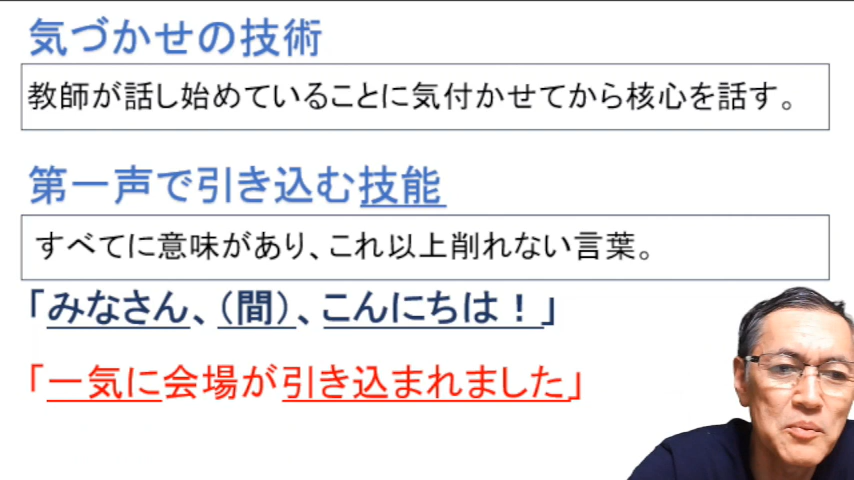 気づかせの技術
教師が話し始めていることに気付かせてから核心を話す。
第一声で引き込む技能
すべてに意味があり、これ以上削れない言葉。
「みなさん、（間）、こんにちは！」
「一気に会場が引き込まれました」